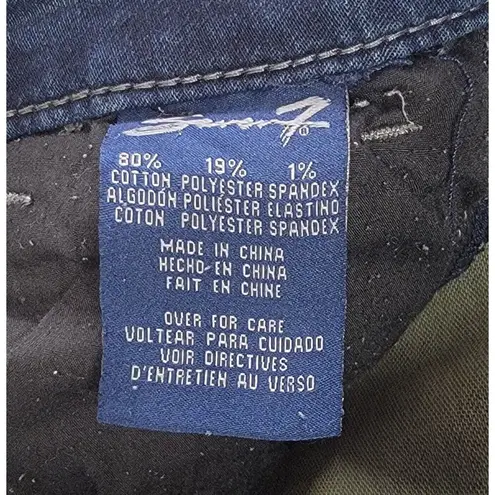 Seven7®
80% 19% 1%
COTTON POLYESTER SPANDEX
ALGODÓN POLIÉSTER ELASTINO
COTON POLYESTER SPANDEX
MADE IN CHINA
HECHO EN CHINA
FAIT EN CHINE
OVER FOR CARE
VOLTEAR PARA CUIDADO
VOIR DIRECTIVES
D'ENTRETIEN AU VERSO